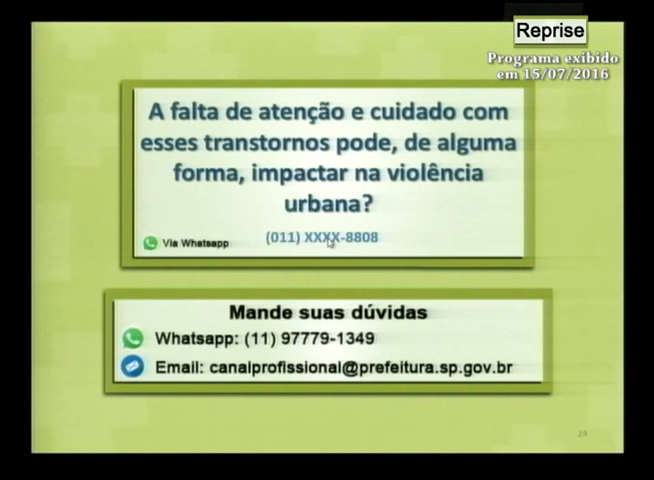 Reprise
Programa exibido
em 15/07/2016
A falta de atenção e cuidado com
esses transtornos pode, de alguma
forma, impactar na violência
urbana?
Via Whatsapp
(011) XXXX-8808
Mande suas dúvidas
Whatsapp: (11) 97779-1349
Email: canalprofissional@prefeitura.sp.gov.br
24